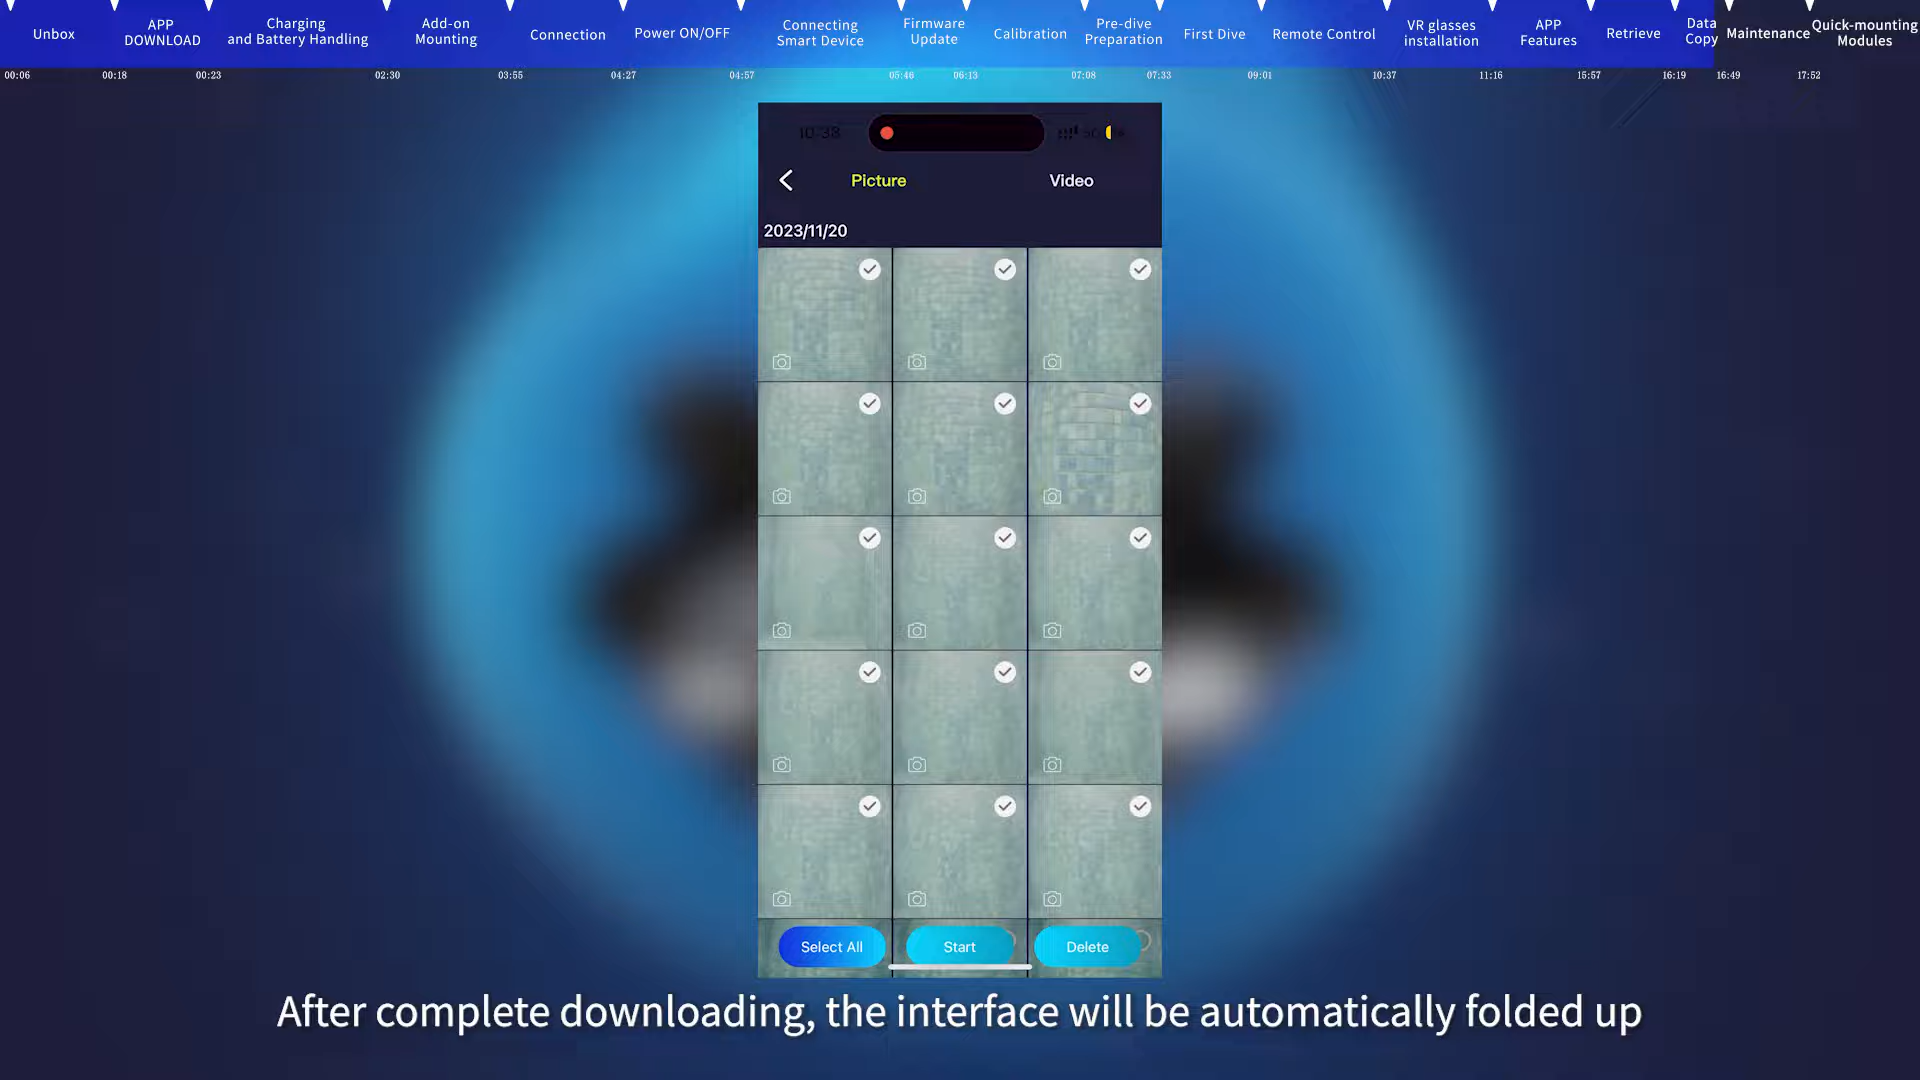 Unbox
APP
DOWNLOAD
Charging
and Battery Handling
Add-on
Mounting
Connection
Power ON/OFF
Connecting
Smart Device
Firmware
Update
Calibration
Pre-dive
Preparation
First Dive
Remote Control
VR glasses
installation
APP
Features
Retrieve
Data
Copy
Maintenance
Quick-mounting
Modules
00:06 00:18 00:23 02:30 03:55 04:27 04:57 05:46 06:13 07:08 07:33 09:01 10:37 11:16 15:57 16:19 16:49 17:52
10:38 5G
Picture Video
2023/11/20
Select All Start Delete
After complete downloading, the interface will be automatically folded up